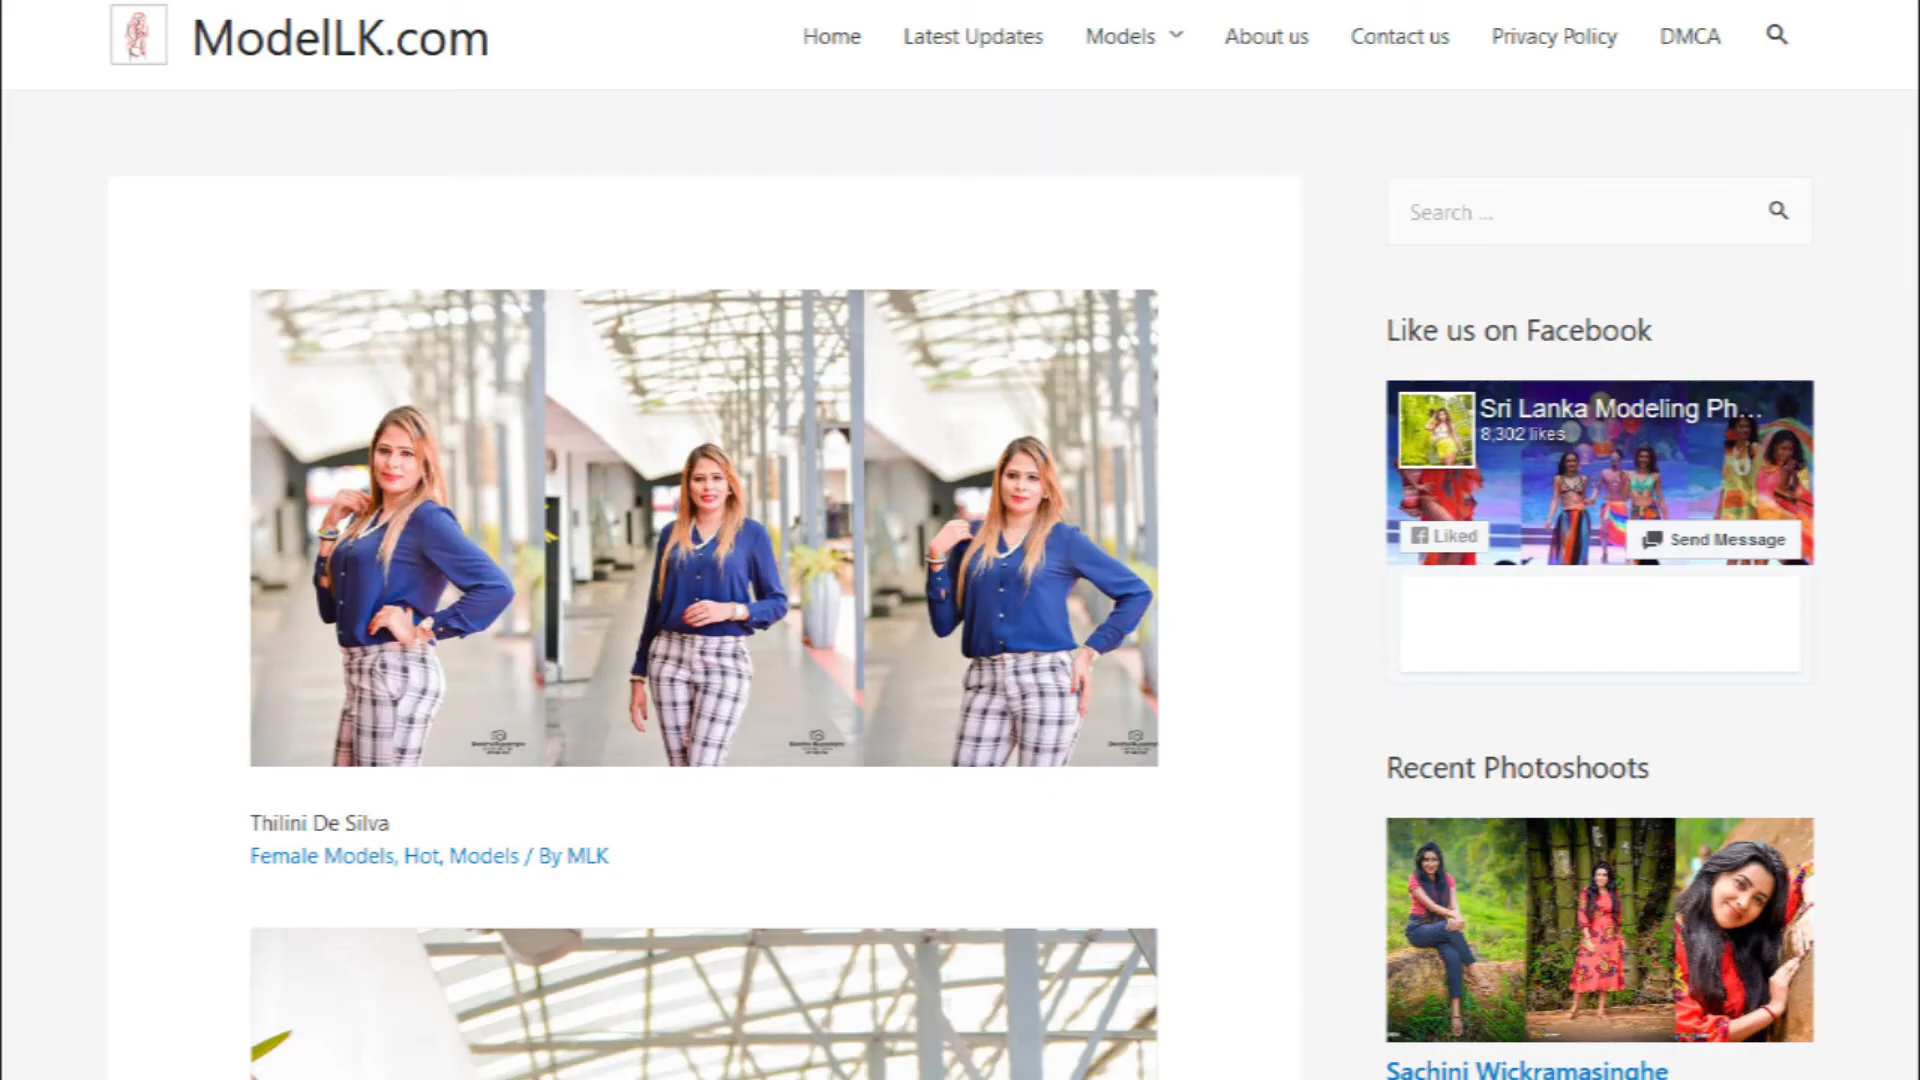 ModelLK.com
Home Latest Updates Models About us Contact us Privacy Policy DMCA
Search ...
Like us on Facebook
Sri Lanka Modeling Ph...
8,302 likes
Liked
Send Message
Thilini De Silva
Female Models, Hot, Models / By MLK
Recent Photoshoots
Sachini Wickramasinghe